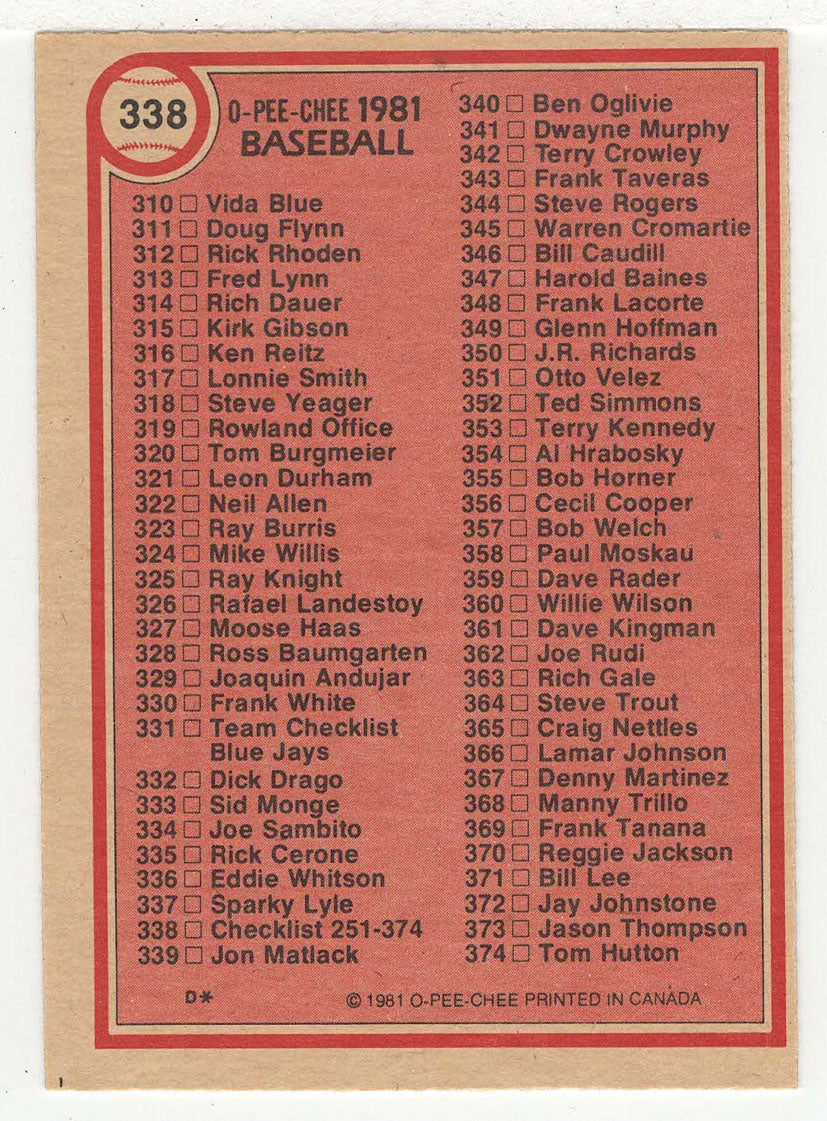 338
O-PEE-CHEE 1981
BASEBALL
310 □ Vida Blue
311 □ Doug Flynn
312 □ Rick Rhoden
313 □ Fred Lynn
314 □ Rich Dauer
315 □ Kirk Gibson
316 □ Ken Reitz
317 □ Lonnie Smith
318 □ Steve Yeager
319 □ Rowland Office
320 □ Tom Burgmeier
321 □ Leon Durham
322 □ Neil Allen
323 □ Ray Burris
324 □ Mike Willis
325 □ Ray Knight
326 □ Rafael Landestoy
327 □ Moose Haas
328 □ Ross Baumgarten
329 □ Joaquin Andujar
330 □ Frank White
331 □ Team Checklist
Blue Jays
332 □ Dick Drago
333 □ Sid Monge
334 □ Joe Sambito
335 □ Rick Cerone
336 □ Eddie Whitson
337 □ Sparky Lyle
338 □ Checklist 251-374
339 □ Jon Matlack
340 □ Ben Oglivie
341 □ Dwayne Murphy
342 □ Terry Crowley
343 □ Frank Taveras
344 □ Steve Rogers
345 □ Warren Cromartie
346 □ Bill Caudill
347 □ Harold Baines
348 □ Frank Lacorte
349 □ Glenn Hoffman
350 □ J.R. Richards
351 □ Otto Velez
352 □ Ted Simmons
353 □ Terry Kennedy
354 □ Al Hrabosky
355 □ Bob Horner
356 □ Cecil Cooper
357 □ Bob Welch
358 □ Paul Moskau
359 □ Dave Rader
360 □ Willie Wilson
361 □ Dave Kingman
362 □ Joe Rudi
363 □ Rich Gale
364 □ Steve Trout
365 □ Craig Nettles
366 □ Lamar Johnson
367 □ Denny Martinez
368 □ Manny Trillo
369 □ Frank Tanana
370 □ Reggie Jackson
371 □ Bill Lee
372 □ Jay Johnstone
373 □ Jason Thompson
374 □ Tom Hutton
D* © 1981 O-PEE-CHEE PRINTED IN CANADA